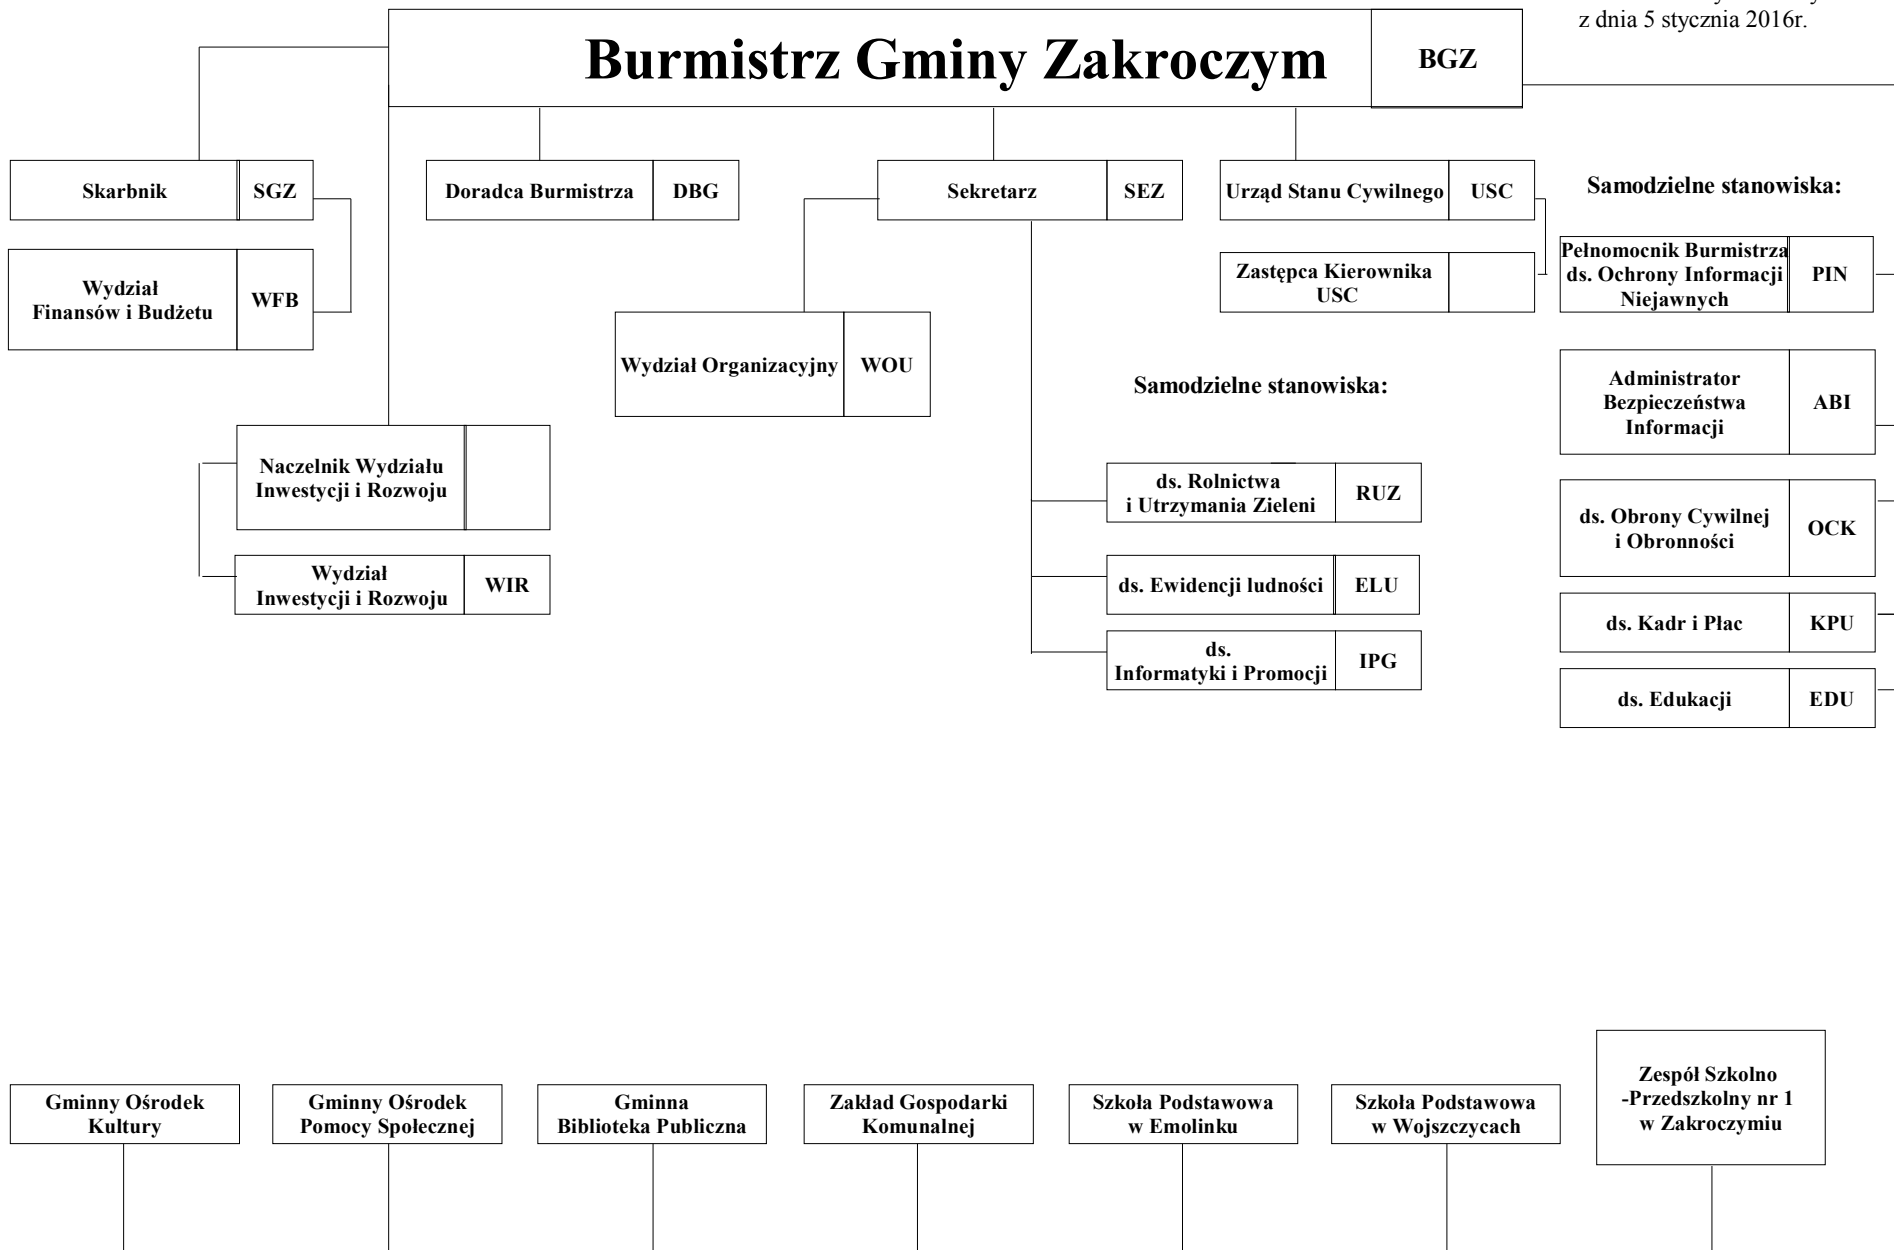 z dnia 5 stycznia 2016r.
Burmistrz Gminy Zakroczym
BGZ
Skarbnik
SGZ
Doradca Burmistrza
DBG
Sekretarz
SEZ
Urząd Stanu Cywilnego
USC
Samodzielne stanowiska:
Wydział
Finansów i Budżetu
WFB
Zastępca Kierownika
USC
Pełnomocnik Burmistrza
ds. Ochrony Informacji
Niejawnych
PIN
Wydział Organizacyjny
WOU
Samodzielne stanowiska:
Administrator
Bezpieczeństwa
Informacji
ABI
Naczelnik Wydziału
Inwestycji i Rozwoju
ds. Rolnictwa
i Utrzymania Zieleni
RUZ
ds. Obrony Cywilnej
i Obronności
OCK
Wydział
Inwestycji i Rozwoju
WIR
ds. Ewidencji ludności
ELU
ds. Kadr i Płac
KPU
ds.
Informatyki i Promocji
IPG
ds. Edukacji
EDU
Gminny Ośrodek
Kultury
Gminny Ośrodek
Pomocy Społecznej
Gminna
Biblioteka Publiczna
Zakład Gospodarki
Komunalnej
Szkoła Podstawowa
w Emolinku
Szkoła Podstawowa
w Wojszczycach
Zespół Szkolno
-Przedszkolny nr 1
w Zakroczymiu